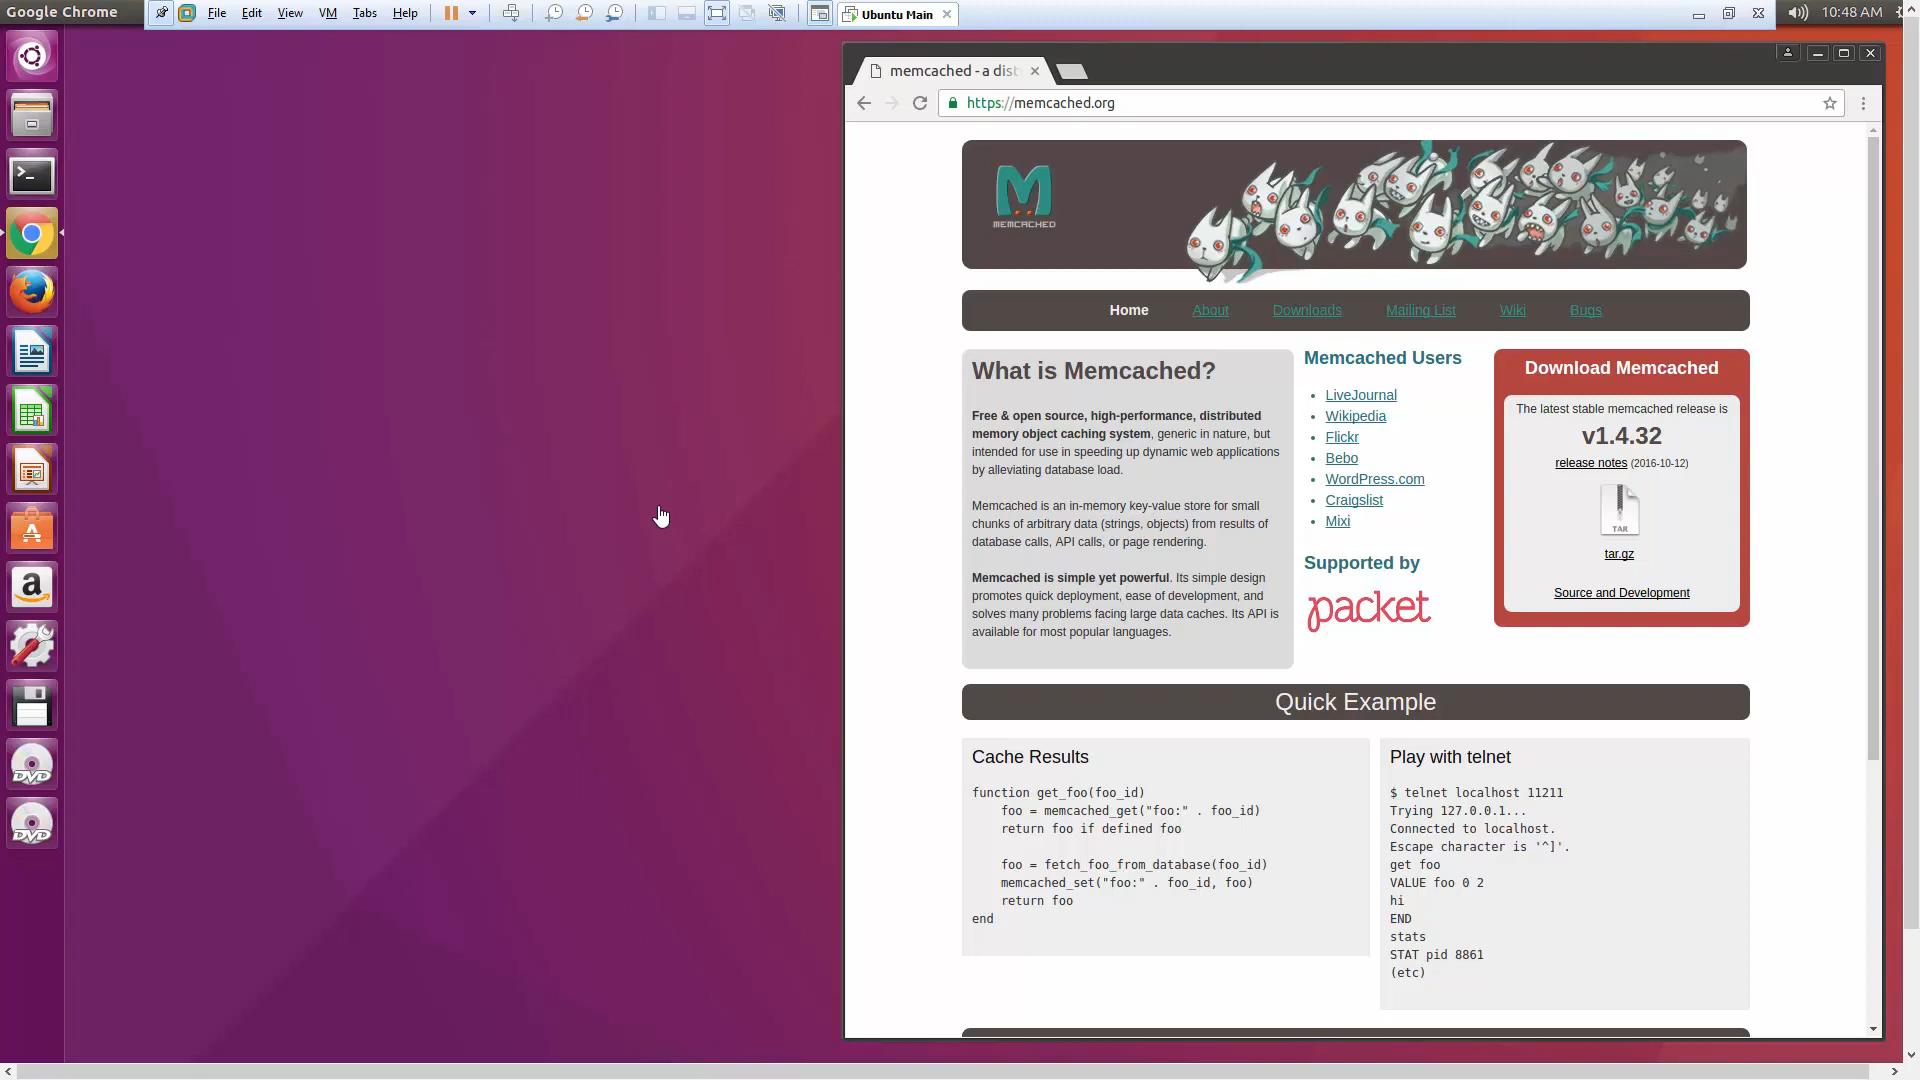 Google Chrome
File Edit View VM Tabs Help
Ubuntu Main
10:48 AM
memcached - a dist
https://memcached.org
MEMCACHED
Home About Downloads Mailing List Wiki Bugs
What is Memcached?
Free & open source, high-performance, distributed
memory object caching system, generic in nature, but
intended for use in speeding up dynamic web applications
by alleviating database load.
Memcached is an in-memory key-value store for small
chunks of arbitrary data (strings, objects) from results of
database calls, API calls, or page rendering.
Memcached is simple yet powerful. Its simple design
promotes quick deployment, ease of development, and
solves many problems facing large data caches. Its API is
available for most popular languages.
Memcached Users
LiveJournal
Wikipedia
Flickr
Bebo
WordPress.com
Craigslist
Mixi
Supported by
packet
Download Memcached
The latest stable memcached release is
v1.4.32
release notes (2016-10-12)
TAR
tar.gz
Source and Development
Quick Example
Cache Results
function get_foo(foo_id)
foo = memcached_get("foo:" . foo_id)
return foo if defined foo
foo = fetch_foo_from_database(foo_id)
memcached_set("foo:" . foo_id, foo)
return foo
end
Play with telnet
$ telnet localhost 11211
Trying 127.0.0.1...
Connected to localhost.
Escape character is '^]'.
get foo
VALUE foo 0 2
hi
END
stats
STAT pid 8861
(etc)
DVD
DVD